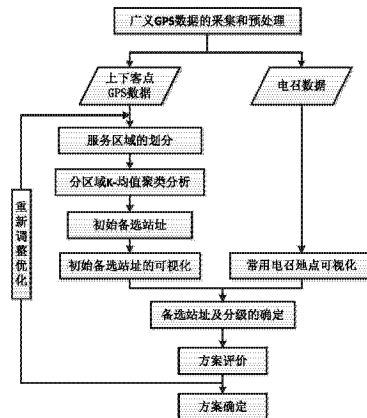 广义GPS数据的采集和预处理
上下客点
GPS数据
电召数据
服务区域的划分
分区域K-均值聚类分析
初始备选站址
初始备选站址的可视化
常用电召地点可视化
重新调整优化
备选站址及分级的确定
方案评价
方案确定